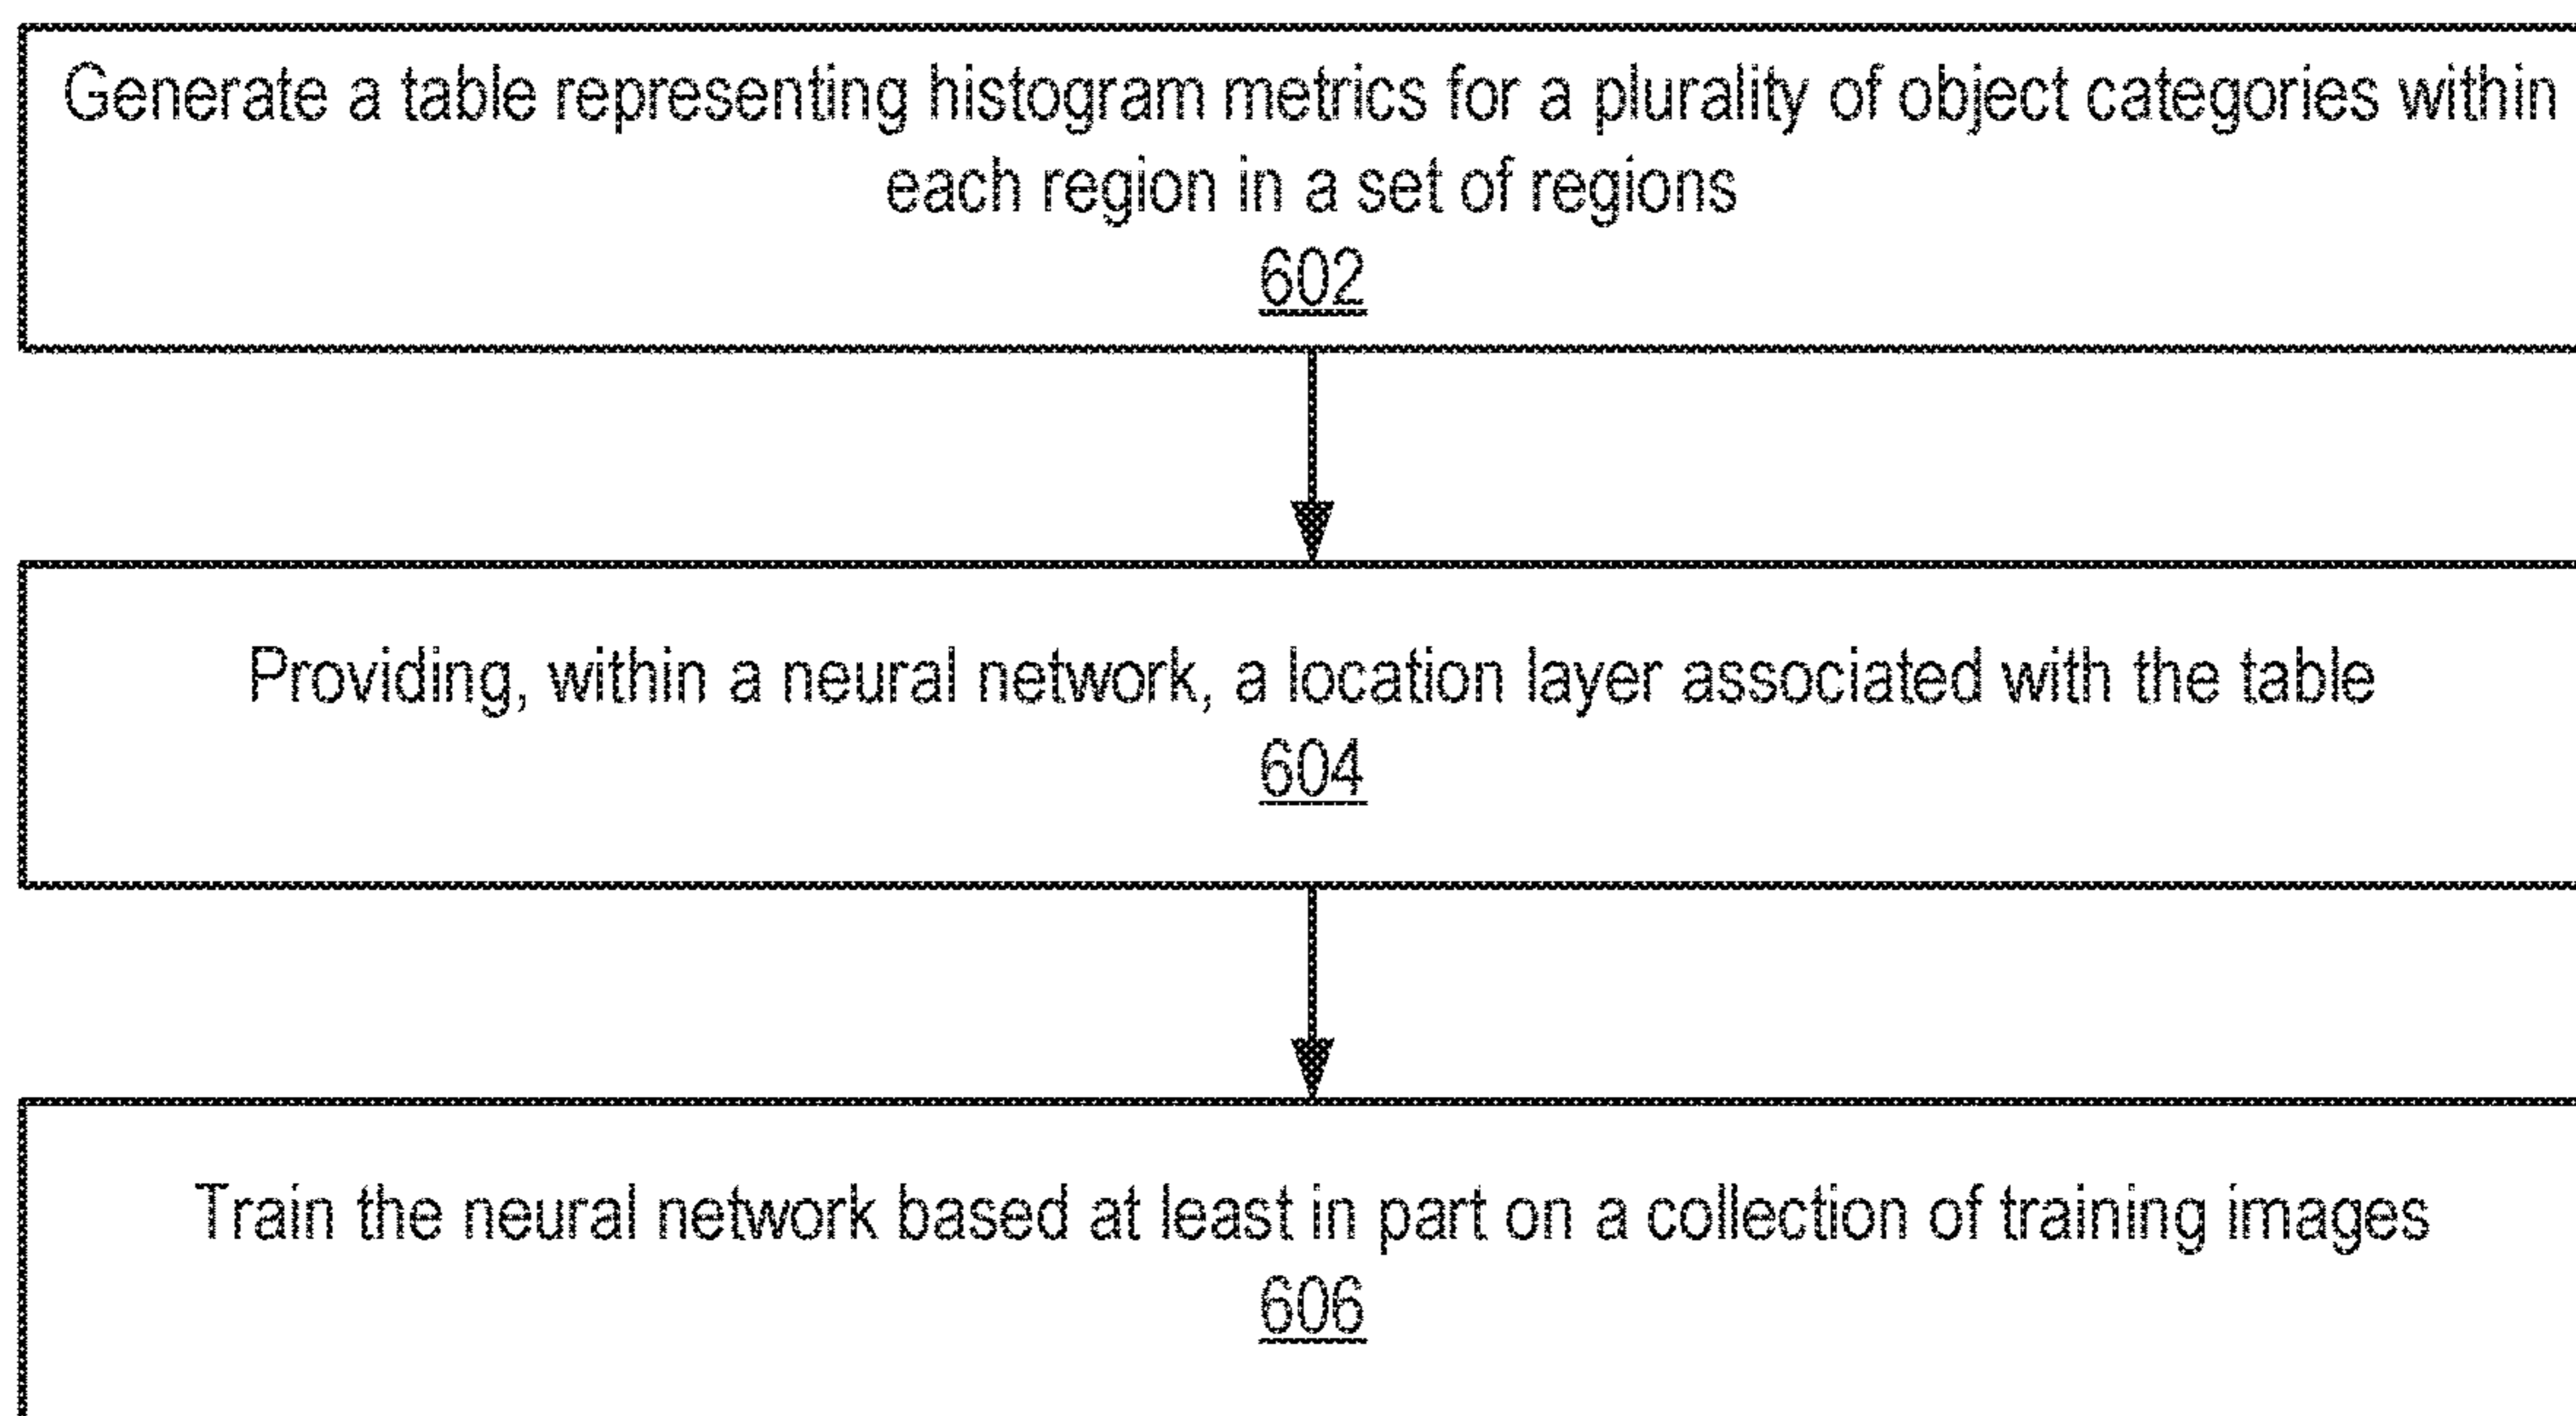 Generate a table representing histogram metrics for a plurality of object categories within
each region in a set of regions
602
Providing, within a neural network, a location layer associated with the table
604
Train the neural network based at least in part on a collection of training images
606